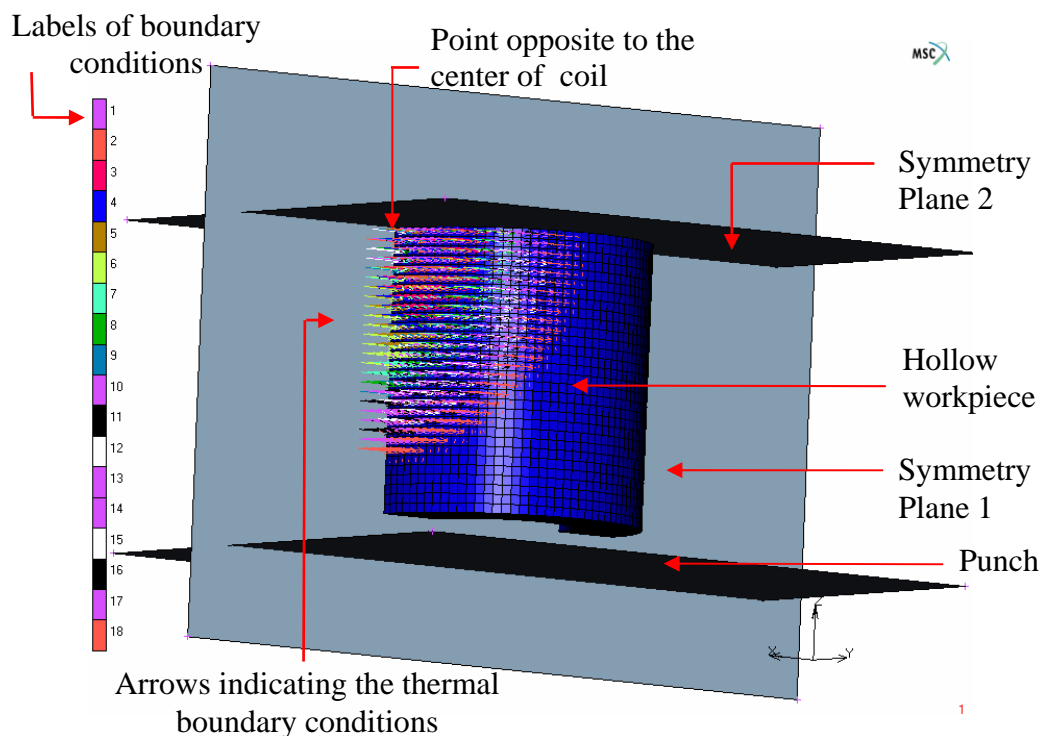 Labels of boundary
conditions
Point opposite to the
center of coil
MSC
1
2
3
4
5
6
7
8
9
10
11
12
13
14
15
16
17
18
Symmetry
Plane 2
Hollow
workpiece
Symmetry
Plane 1
Punch
X
Z
Y
Arrows indicating the thermal
boundary conditions
1